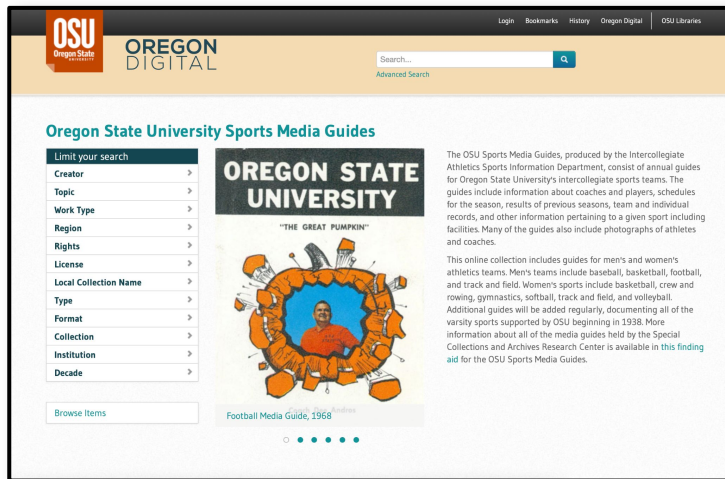 Login Bookmarks History Oregon Digital OSU Libraries
OSU
Oregon State
UNIVERSITY
OREGON
DIGITAL
Search...
Advanced Search
Oregon State University Sports Media Guides
Limit your search
Creator
Topic
Work Type
Region
Rights
License
Local Collection Name
Type
Format
Collection
Institution
Decade
Browse Items
OREGON STATE
UNIVERSITY
"THE GREAT PUMPKIN"
Football Media Guide, 1968
The OSU Sports Media Guides, produced by the Intercollegiate
Athletics Sports Information Department, consist of annual guides
for Oregon State University's intercollegiate sports teams. The
guides include information about coaches and players, schedules
for the season, results of previous seasons, team and individual
records, and other information pertaining to a given sport including
facilities. Many of the guides also include photographs of athletes
and coaches.
This online collection includes guides for men's and women's
athletics teams. Men's teams include baseball, basketball, football,
and track and field. Women's sports include basketball, crew and
rowing, gymnastics, softball, track and field, and volleyball.
Additional guides will be added regularly, documenting all of the
varsity sports supported by OSU beginning in 1938. More
information about all of the media guides held by the Special
Collections and Archives Research Center is available in this finding
aid for the OSU Sports Media Guides.